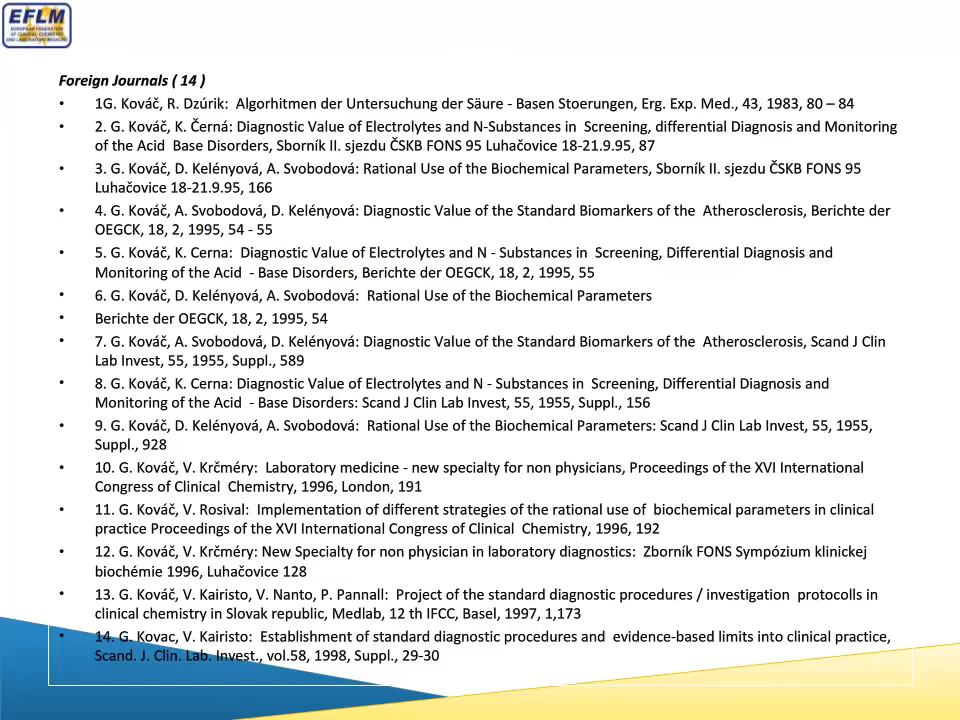 EFLM
EUROPEAN FEDERATION
OF CLINICAL CHEMISTRY
AND LABORATORY MEDICINE
Foreign Journals ( 14 )
• 1G. Kováč, R. Dzúrik: Algorhitmen der Untersuchung der Säure - Basen Stoerungen, Erg. Exp. Med., 43, 1983, 80 – 84
• 2. G. Kováč, K. Černá: Diagnostic Value of Electrolytes and N-Substances in Screening, differential Diagnosis and Monitoring
of the Acid Base Disorders, Sborník II. sjezdu ČSKB FONS 95 Luhačovice 18-21.9.95, 87
• 3. G. Kováč, D. Kelényová, A. Svobodová: Rational Use of the Biochemical Parameters, Sborník II. sjezdu ČSKB FONS 95
Luhačovice 18-21.9.95, 166
• 4. G. Kováč, A. Svobodová, D. Kelényová: Diagnostic Value of the Standard Biomarkers of the Atherosclerosis, Berichte der
OEGCK, 18, 2, 1995, 54 - 55
• 5. G. Kováč, K. Cerna: Diagnostic Value of Electrolytes and N - Substances in Screening, Differential Diagnosis and
Monitoring of the Acid - Base Disorders, Berichte der OEGCK, 18, 2, 1995, 55
• 6. G. Kováč, D. Kelényová, A. Svobodová: Rational Use of the Biochemical Parameters
• Berichte der OEGCK, 18, 2, 1995, 54
• 7. G. Kováč, A. Svobodová, D. Kelényová: Diagnostic Value of the Standard Biomarkers of the Atherosclerosis, Scand J Clin
Lab Invest, 55, 1955, Suppl., 589
• 8. G. Kováč, K. Cerna: Diagnostic Value of Electrolytes and N - Substances in Screening, Differential Diagnosis and
Monitoring of the Acid - Base Disorders: Scand J Clin Lab Invest, 55, 1955, Suppl., 156
• 9. G. Kováč, D. Kelényová, A. Svobodová: Rational Use of the Biochemical Parameters: Scand J Clin Lab Invest, 55, 1955,
Suppl., 928
• 10. G. Kováč, V. Krčméry: Laboratory medicine - new specialty for non physicians, Proceedings of the XVI International
Congress of Clinical Chemistry, 1996, London, 191
• 11. G. Kováč, V. Rosival: Implementation of different strategies of the rational use of biochemical parameters in clinical
practice Proceedings of the XVI International Congress of Clinical Chemistry, 1996, 192
• 12. G. Kováč, V. Krčméry: New Specialty for non physician in laboratory diagnostics: Zborník FONS Sympózium klinickej
biochémie 1996, Luhačovice 128
• 13. G. Kováč, V. Kairisto, V. Nanto, P. Pannall: Project of the standard diagnostic procedures / investigation protocolls in
clinical chemistry in Slovak republic, Medlab, 12 th IFCC, Basel, 1997, 1,173
• 14. G. Kovac, V. Kairisto: Establishment of standard diagnostic procedures and evidence-based limits into clinical practice,
Scand. J. Clin. Lab. Invest., vol.58, 1998, Suppl., 29-30